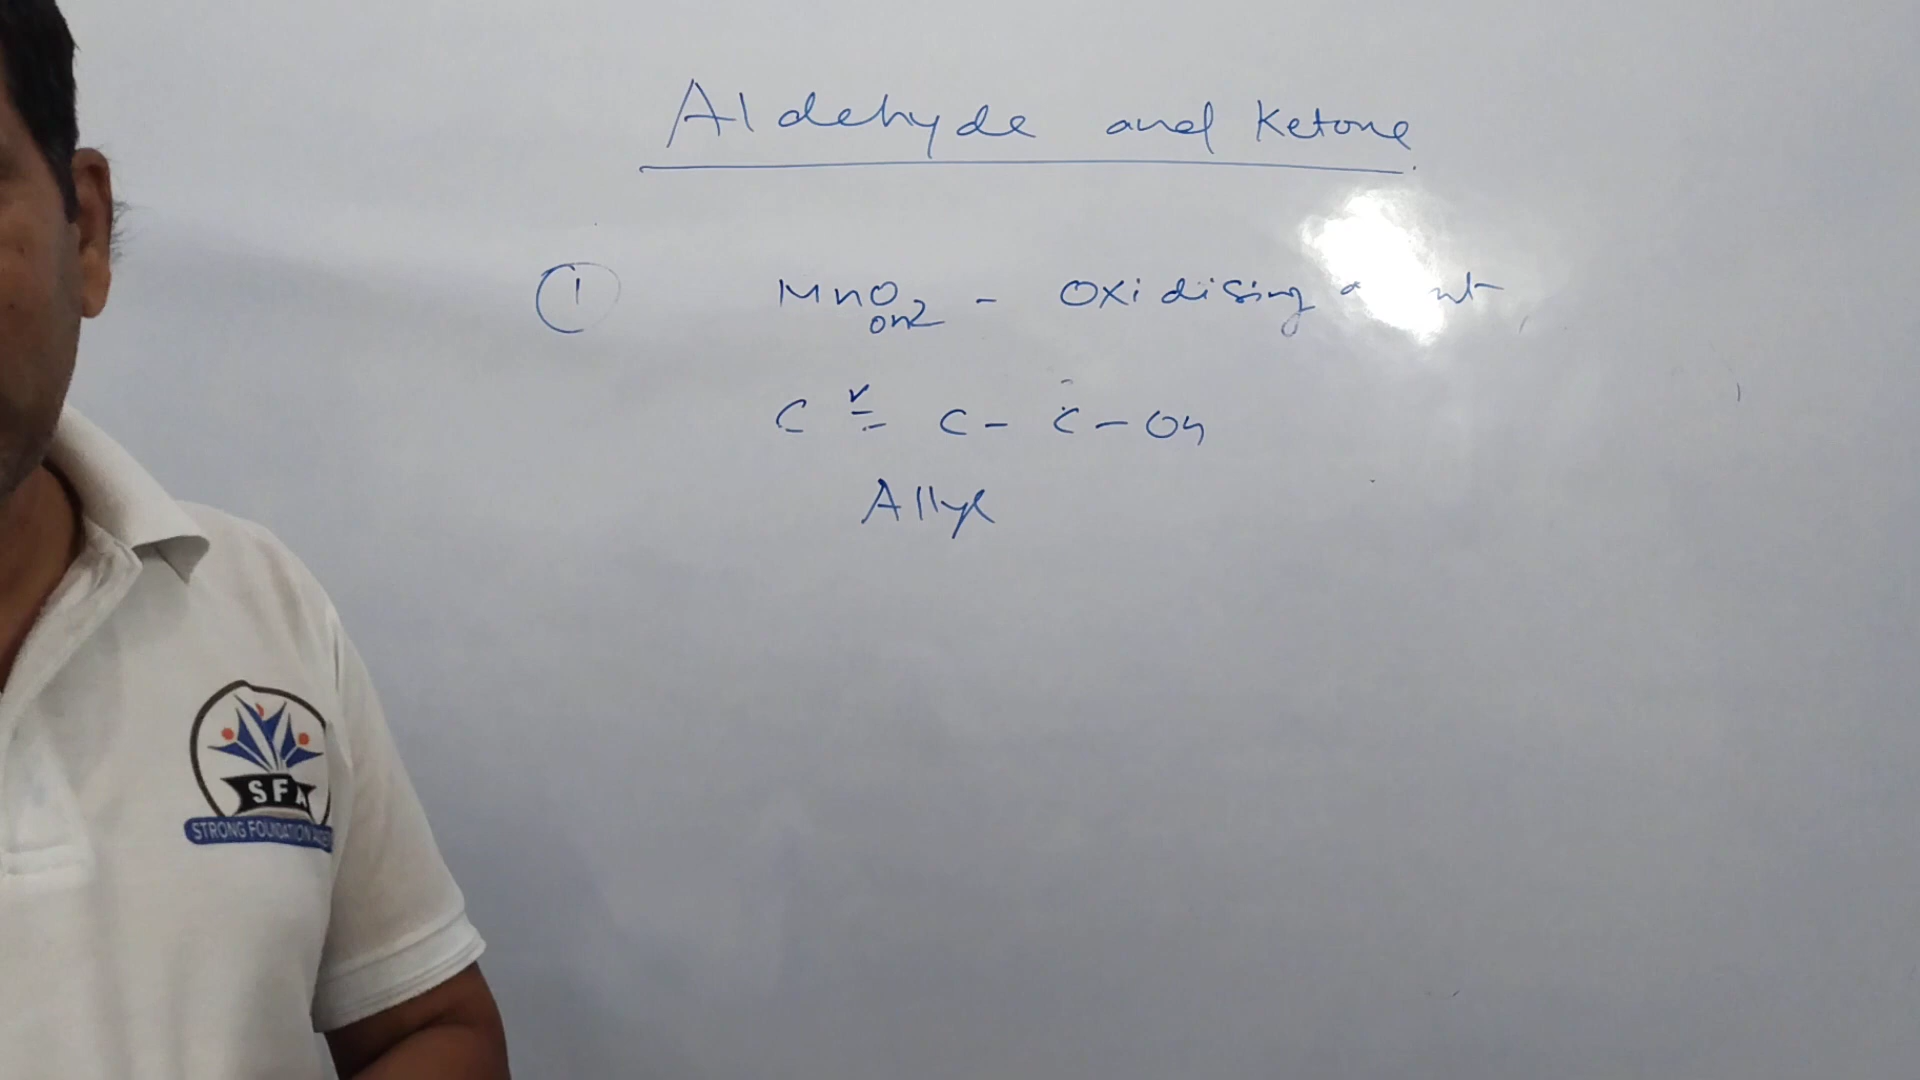 Aldehyde and Ketone
① MnO2 - Oxidising
C = C - C - OH
Allyl
SFA
STRONG FOUNDATION